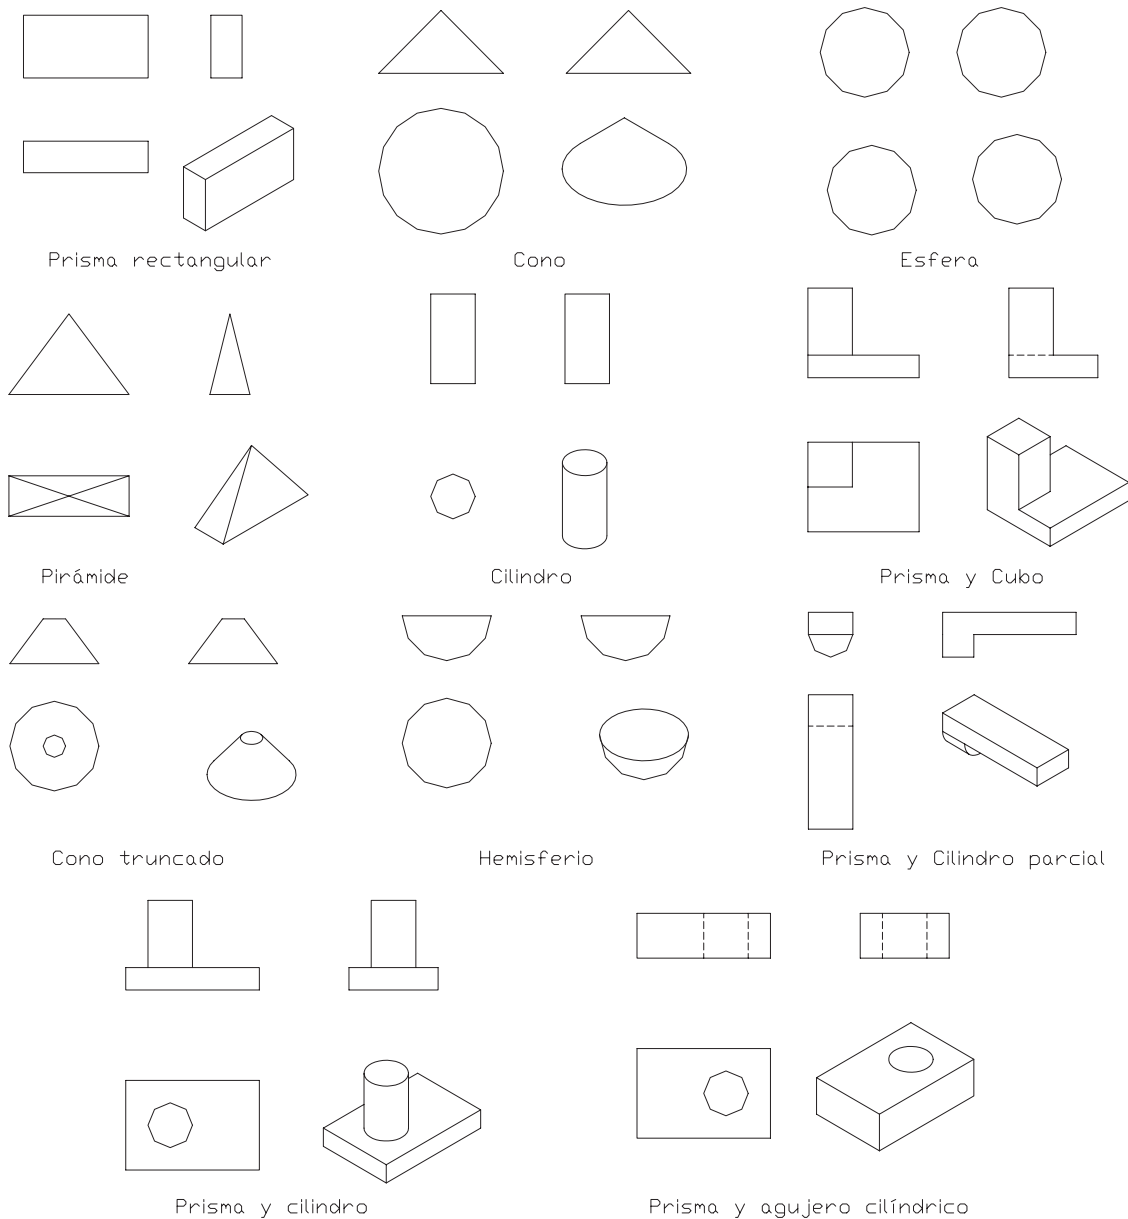 Prisma rectangular
Cono
Esfera
Pirámide
Cilindro
Prisma y Cubo
Cono truncado
Hemisferio
Prisma y Cilindro parcial
Prisma y cilindro
Prisma y agujero cilíndrico